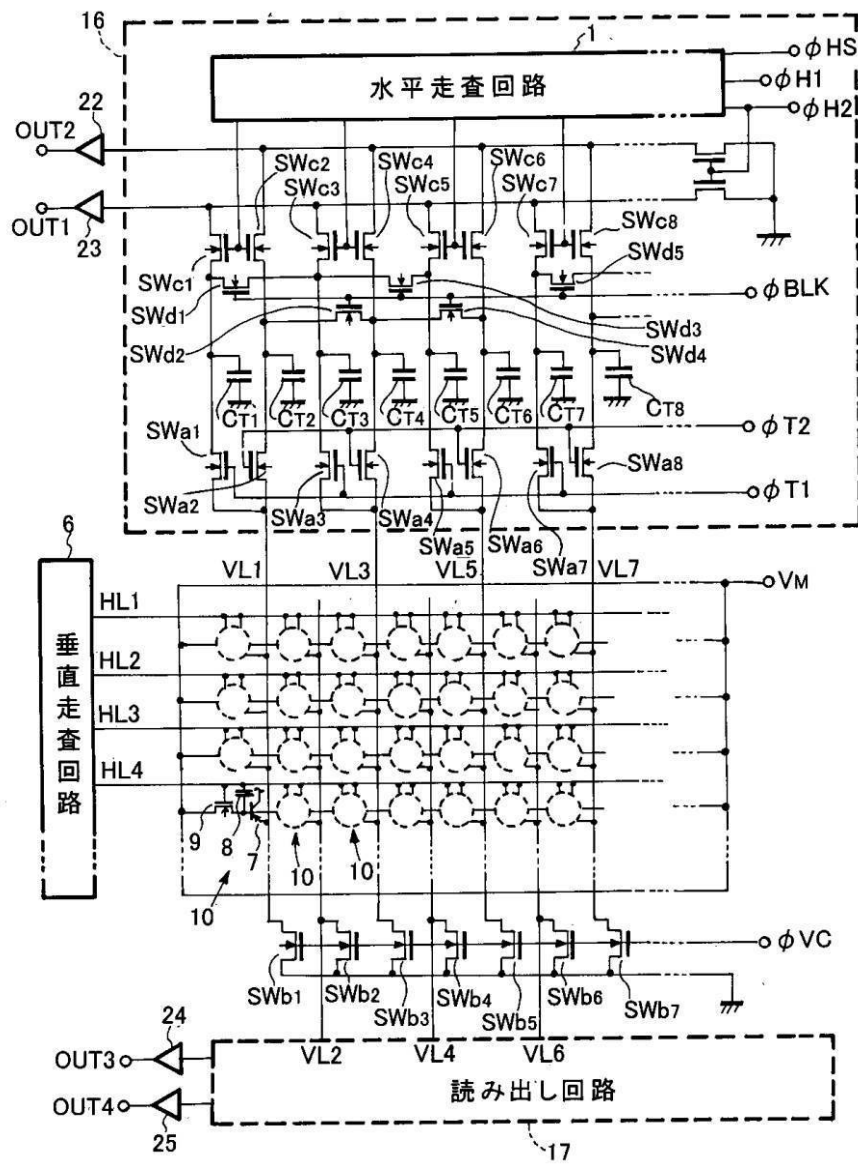 16
1
φHS
水平走査回路
φH1
φH2
22
OUT2
SWc2
SWc4
SWc6
SWc3
SWc5
SWc7
OUT1
23
SWc8
SWc1
SWd5
SWd1
φBLK
SWd2
SWd3
SWd4
CT1
CT2
CT3
CT4
CT5
CT6
CT7
CT8
SWa1
φT2
SWa2
SWa8
SWa3
SWa4
φT1
SWa5
SWa6
SWa7
6
VL1
VL3
VL5
VL7
VM
HL1
垂直走査回路
HL2
HL3
HL4
9
8
7
10
10
10
φVC
SWb1
SWb2
SWb3
SWb4
SWb5
SWb6
SWb7
24
OUT3
VL2
VL4
VL6
読み出し回路
OUT4
25
17